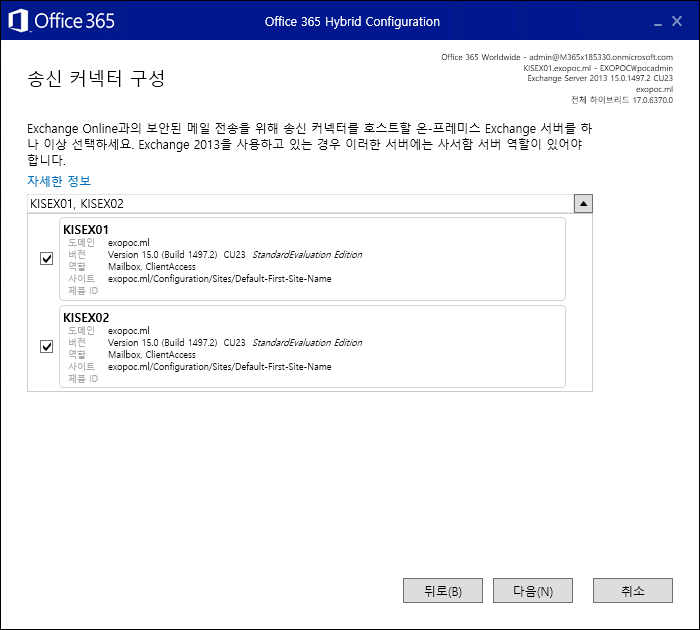 Office 365
Office 365 Hybrid Configuration
송신 커넥터 구성
Office 365 Worldwide - admin@M365x185330.onmicrosoft.com
KISEX01.exopoc.ml - EXOPOC₩pocadmin
Exchange Server 2013 15.0.1497.2 CU23
exopoc.ml
전체 하이브리드 17.0.6370.0
Exchange Online과의 보안된 메일 전송을 위해 송신 커넥터를 호스트할 온-프레미스 Exchange 서버를 하
나 이상 선택하세요. Exchange 2013을 사용하고 있는 경우 이러한 서버에는 사서함 서버 역할이 있어야
합니다.
자세한 정보
KISEX01, KISEX02
KISEX01
도메인 exopoc.ml
버전 Version 15.0 (Build 1497.2) CU23 StandardEvaluation Edition
역할 Mailbox, ClientAccess
사이트 exopoc.ml/Configuration/Sites/Default-First-Site-Name
제품 ID
KISEX02
도메인 exopoc.ml
버전 Version 15.0 (Build 1497.2) CU23 StandardEvaluation Edition
역할 Mailbox, ClientAccess
사이트 exopoc.ml/Configuration/Sites/Default-First-Site-Name
제품 ID
뒤로(B) 다음(N) 취소